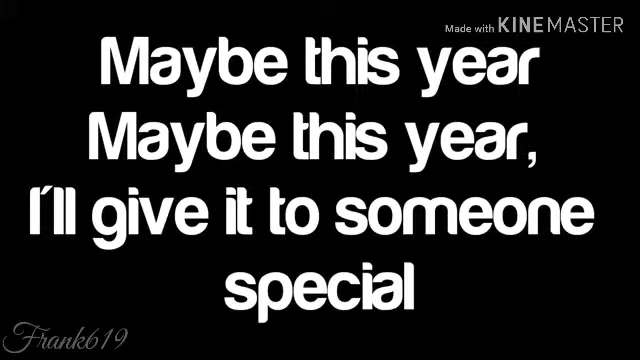 Made with KINEMASTER
Maybe this year
Maybe this year,
I'll give it to someone
special
Frank619